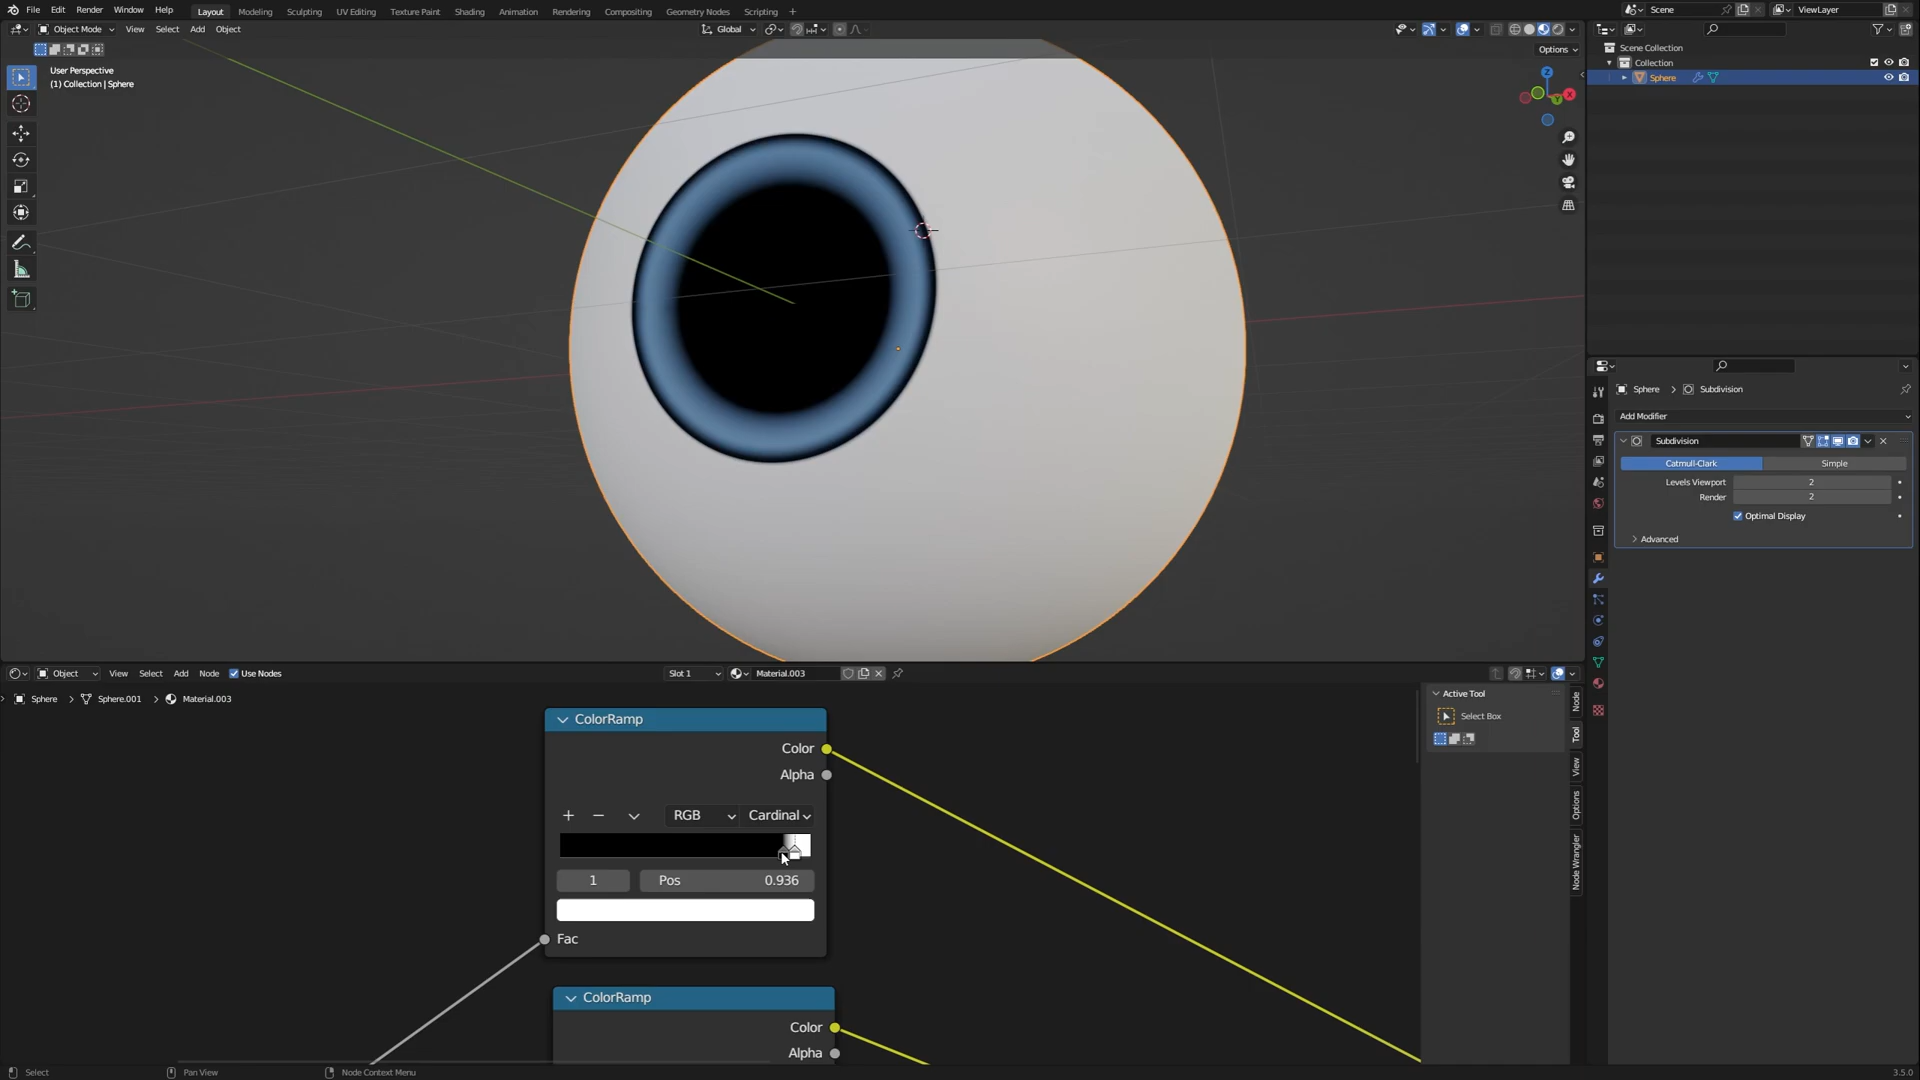 File Edit Render Window Help Layout Modeling Sculpting UV Editing Texture Paint Shading Animation Rendering Compositing Geometry Nodes Scripting + Scene ViewLayer
Object Mode View Select Add Object Global
Options
User Perspective
(1) Collection | Sphere
Z
Y
X
Scene Collection
Collection
Sphere
Sphere > Subdivision
Add Modifier
Subdivision
Catmull-Clark Simple
Levels Viewport 2
Render 2
Optimal Display
Advanced
Object View Select Add Node Use Nodes Slot 1 Material.003
Sphere > Sphere.001 > Material.003
Active Tool
Select Box
Node
Tool
View
Options
Node Wrangler
ColorRamp
Color
Alpha
+ − RGB Cardinal
1 Pos 0.936
Fac
ColorRamp
Color
Alpha
Select Pan View Node Context Menu 3.5.0